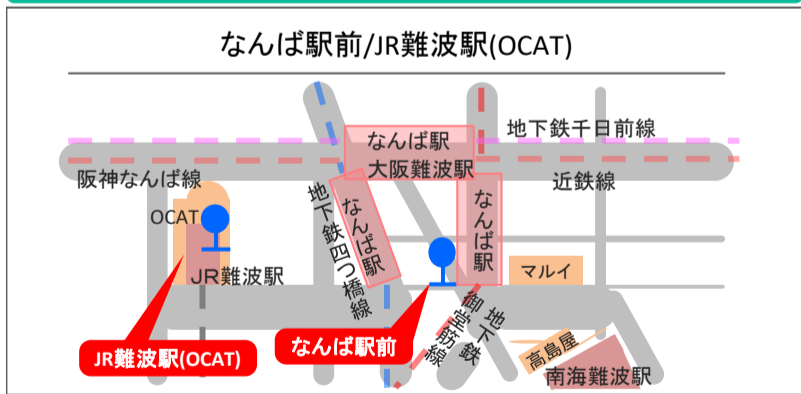 なんば駅前/JR難波駅(OCAT)
なんば駅
大阪難波駅
地下鉄千日前線
阪神なんば線
近鉄線
OCAT
地下鉄四つ橋線
なんば駅
なんば駅
JR難波駅
マルイ
JR難波駅(OCAT)
なんば駅前
地下鉄
御堂筋線
高島屋
南海難波駅